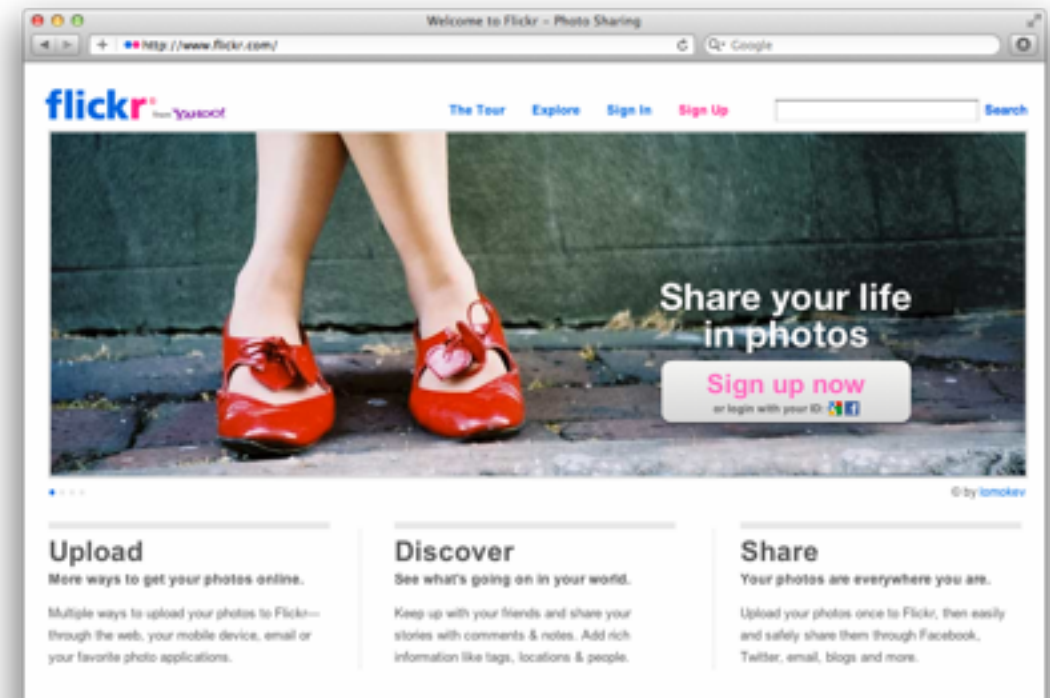 Welcome to Flickr – Photo Sharing
http://www.flickr.com/
Google
flickr from YAHOO!
The Tour Explore Sign In Sign Up Search
Share your life
in photos
Sign up now
or login with your ID:
© by lomokev
Upload
More ways to get your photos online.
Multiple ways to upload your photos to Flickr—
through the web, your mobile device, email or
your favorite photo applications.
Discover
See what's going on in your world.
Keep up with your friends and share your
stories with comments & notes. Add rich
information like tags, locations & people.
Share
Your photos are everywhere you are.
Upload your photos once to Flickr, then easily
and safely share them through Facebook,
Twitter, email, blogs and more.